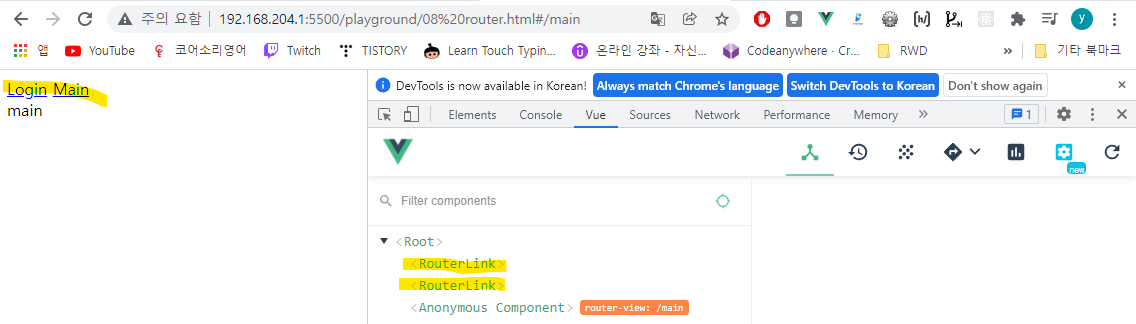 주의 요함 | 192.168.204.1:5500/playground/08%20router.html#/main
앱 YouTube 코어소리영어 Twitch TISTORY Learn Touch Typin... 온라인 강좌 - 자신... Codeanywhere · Cr... RWD » 기타 북마크
Login Main
main
DevTools is now available in Korean! Always match Chrome's language Switch DevTools to Korean Don't show again
Elements Console Vue Sources Network Performance Memory » 1
new
Filter components
<Root>
<RouterLink>
<RouterLink>
<Anonymous Component> router-view: /main